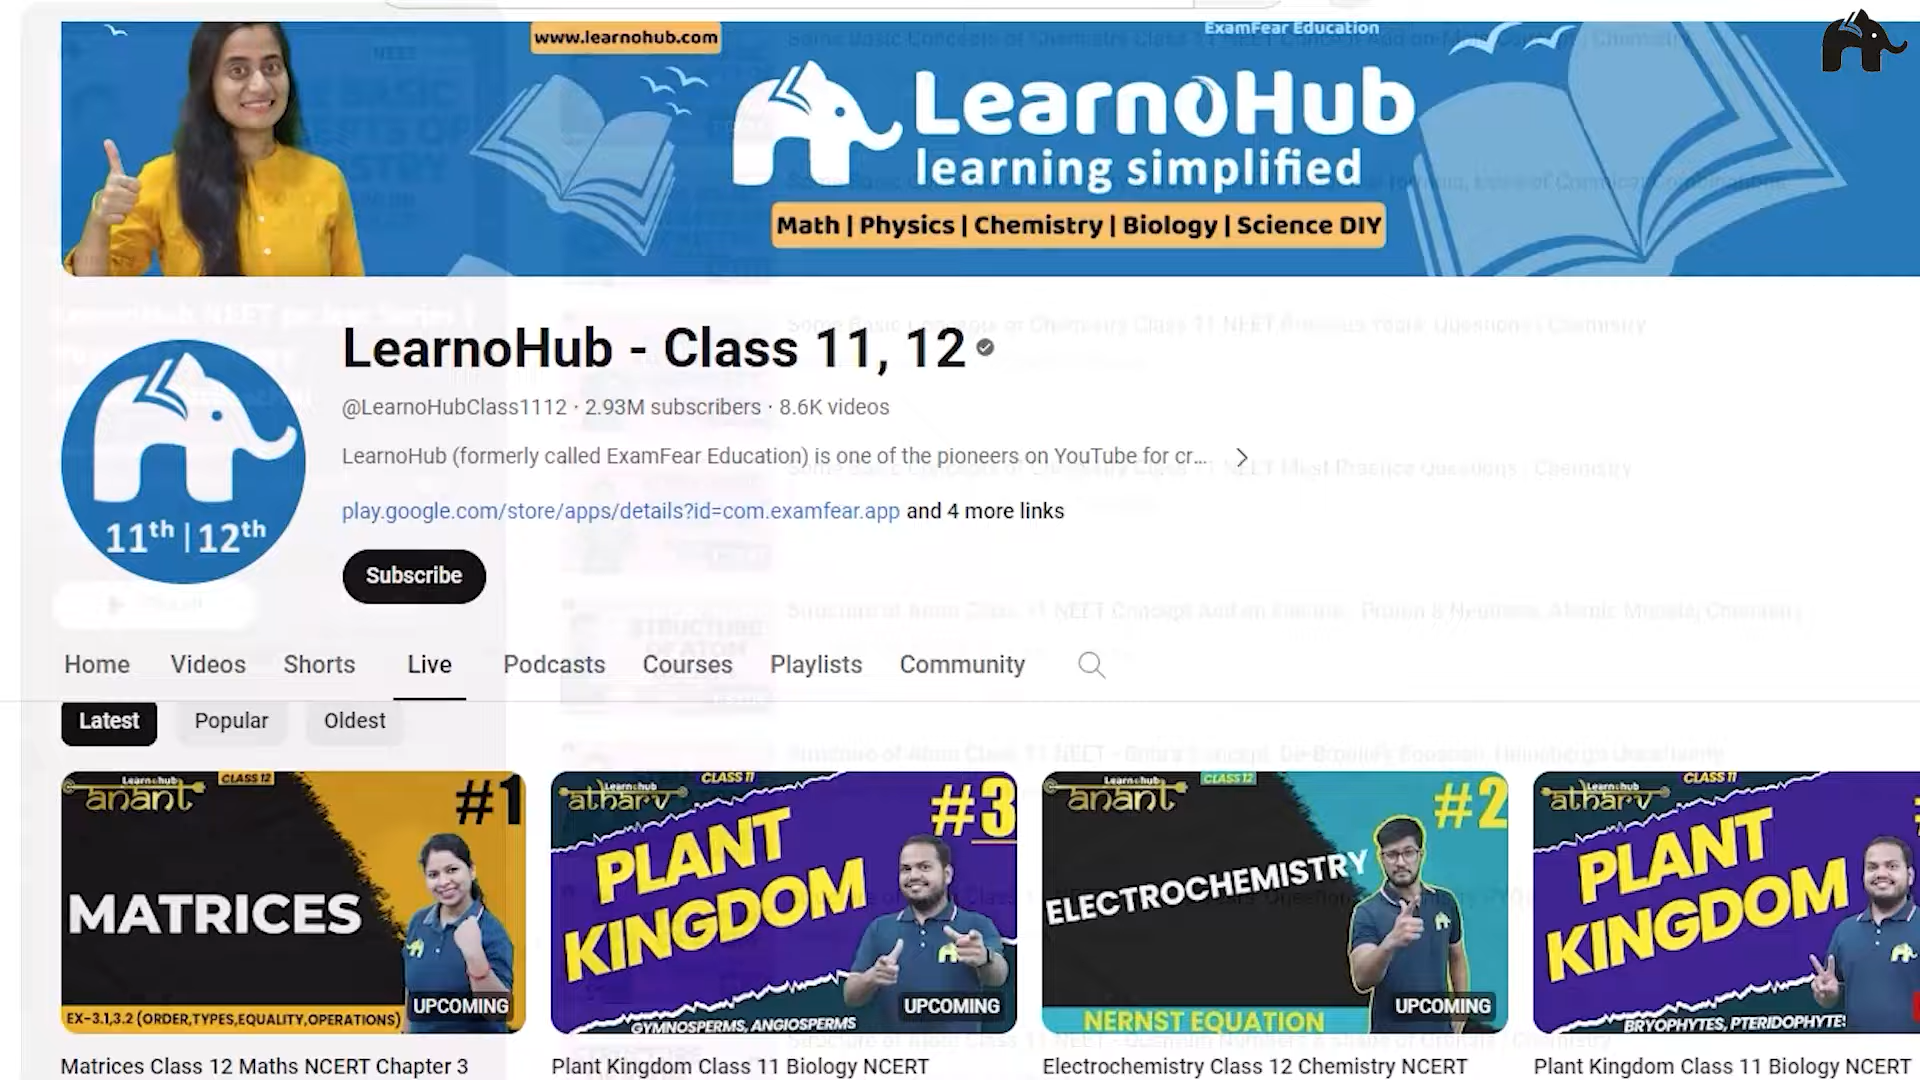 www.learnohub.com
ExamFear Education
LearnoHub
learning simplified
Math | Physics | Chemistry | Biology | Science DIY
LearnoHub - Class 11, 12
@LearnoHubClass1112 · 2.93M subscribers · 8.6K videos
LearnoHub (formerly called ExamFear Education) is one of the pioneers on YouTube for cr...
play.google.com/store/apps/details?id=com.examfear.app and 4 more links
11th | 12th
Subscribe
Home Videos Shorts Live Podcasts Courses Playlists Community
Latest Popular Oldest
Learnohub CLASS 12
anant #1
MATRICES
UPCOMING
EX-3.1,3.2 (ORDER,TYPES,EQUALITY,OPERATIONS)
Matrices Class 12 Maths NCERT Chapter 3
Learnohub CLASS 11
atharv #3
PLANT
KINGDOM
UPCOMING
GYMNOSPERMS, ANGIOSPERMS
Plant Kingdom Class 11 Biology NCERT
Learnohub CLASS 12
anant #2
ELECTROCHEMISTRY
UPCOMING
NERNST EQUATION
Electrochemistry Class 12 Chemistry NCERT
Learnohub CLASS 11
atharv
PLANT
KINGDOM
BRYOPHYTES, PTERIDOPHYTES
Plant Kingdom Class 11 Biology NCERT